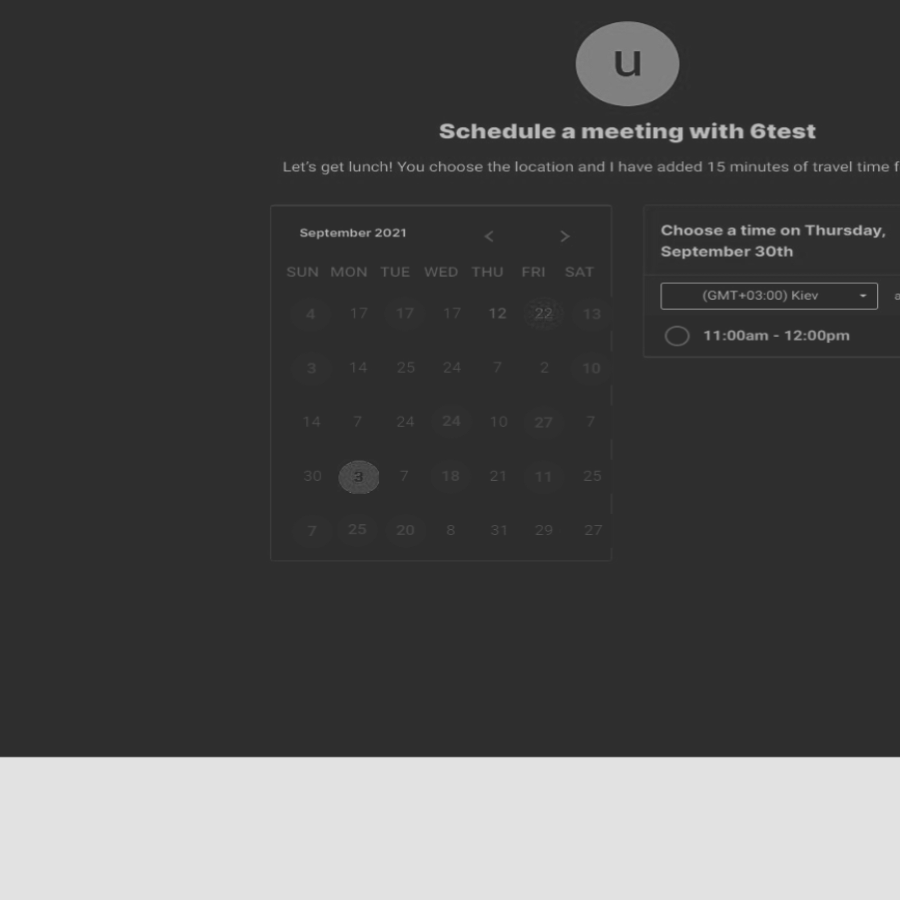 u
Schedule a meeting with 6test
Let's get lunch! You choose the location and I have added 15 minutes of travel time f
September 2021 < >
SUN MON TUE WED THU FRI SAT
4 17 17 17 12 22 13
3 14 25 24 7 2 10
14 7 24 24 10 27 7
30 3 7 18 21 11 25
7 25 20 8 31 29 27
Choose a time on Thursday,
September 30th
(GMT+03:00) Kiev a
11:00am - 12:00pm